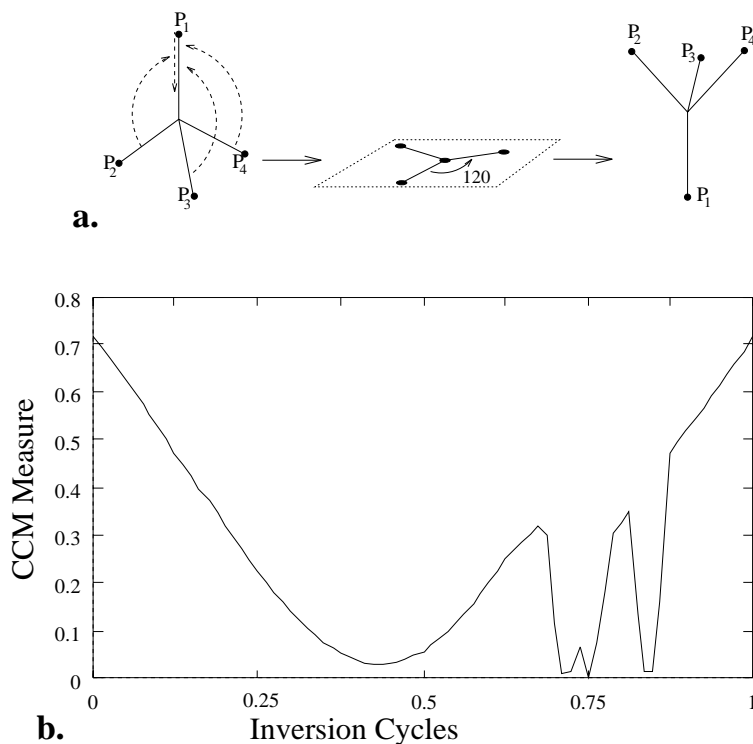 P1
P2
P3
P4
120
P2
P3
P4
P1
a.
0.8
0.7
0.6
0.5
0.4
0.3
0.2
0.1
0
CCM Measure
0
0.25
0.5
0.75
1
b.
Inversion Cycles